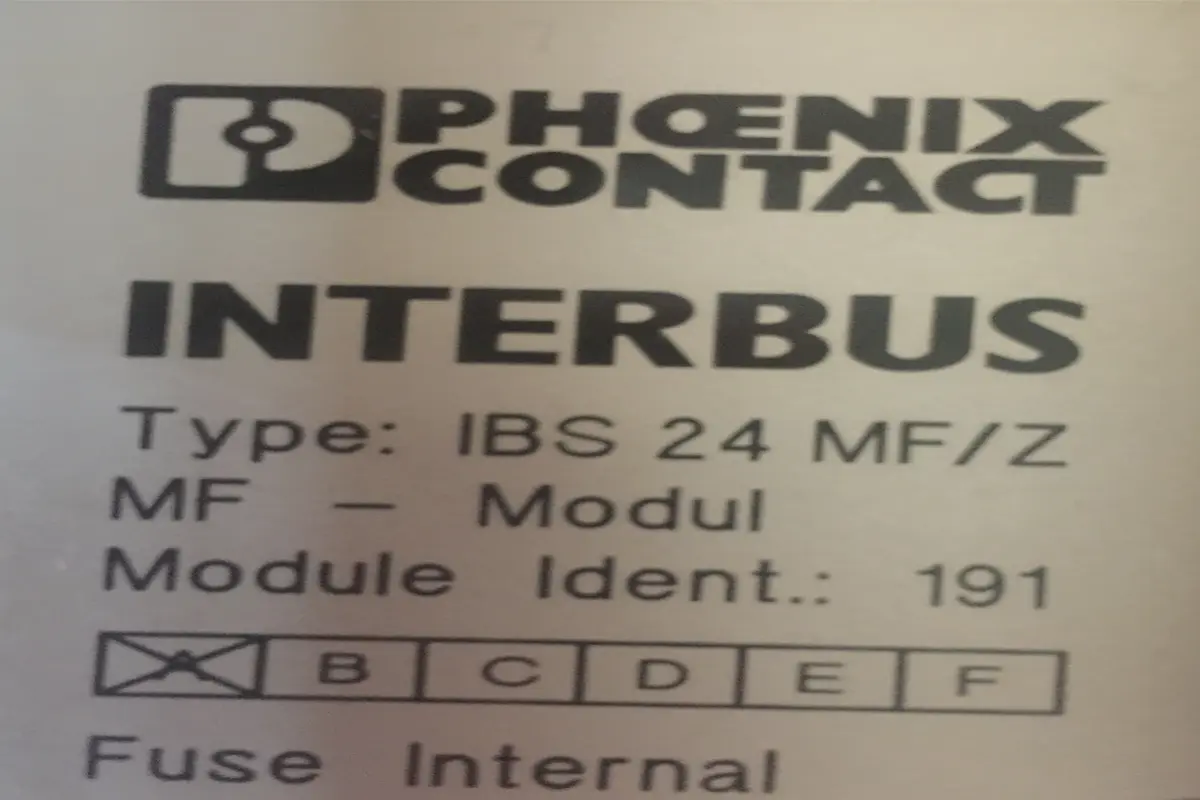 PHŒNIX
CONTACT
INTERBUS
Type: IBS 24 MF/Z
MF – Modul
Module Ident.: 191
A B C D E F
Fuse Internal